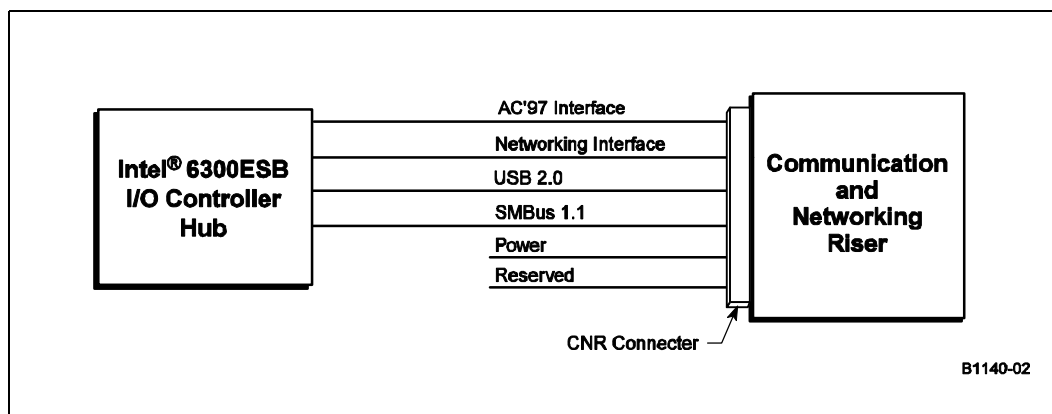 Intel® 6300ESB
I/O Controller
Hub
AC'97 Interface
Networking Interface
USB 2.0
SMBus 1.1
Power
Reserved
Communication
and
Networking
Riser
CNR Connecter
B1140-02